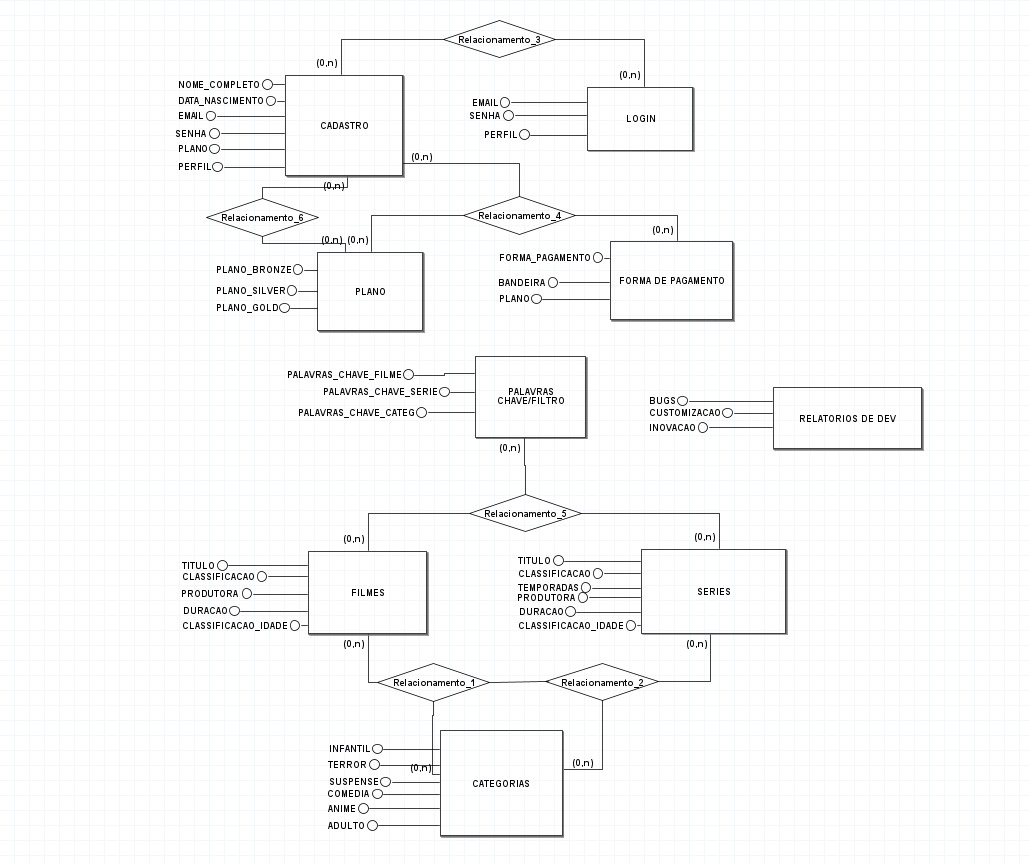 Relacionamento_3
(0,n)
(0,n)
NOME_COMPLETO
DATA_NASCIMENTO
EMAIL
SENHA
PLANO
PERFIL
CADASTRO
EMAIL
SENHA
PERFIL
LOGIN
(0,n)
(0,n)
Relacionamento_6
Relacionamento_4
(0,n)
(0,n)
(0,n)
PLANO_BRONZE
PLANO_SILVER
PLANO_GOLD
PLANO
FORMA_PAGAMENTO
BANDEIRA
PLANO
FORMA DE PAGAMENTO
PALAVRAS_CHAVE_FILME
PALAVRAS_CHAVE_SERIE
PALAVRAS_CHAVE_CATEG
PALAVRAS
CHAVE/FILTRO
BUGS
CUSTOMIZACAO
INOVACAO
RELATORIOS DE DEV
(0,n)
Relacionamento_5
(0,n)
(0,n)
TITULO
CLASSIFICACAO
PRODUTORA
DURACAO
CLASSIFICACAO_IDADE
FILMES
TITULO
CLASSIFICACAO
TEMPORADAS
PRODUTORA
DURACAO
CLASSIFICACAO_IDADE
SERIES
(0,n)
(0,n)
Relacionamento_1
Relacionamento_2
INFANTIL
TERROR
SUSPENSE
COMEDIA
ANIME
ADULTO
(0,n)
CATEGORIAS
(0,n)